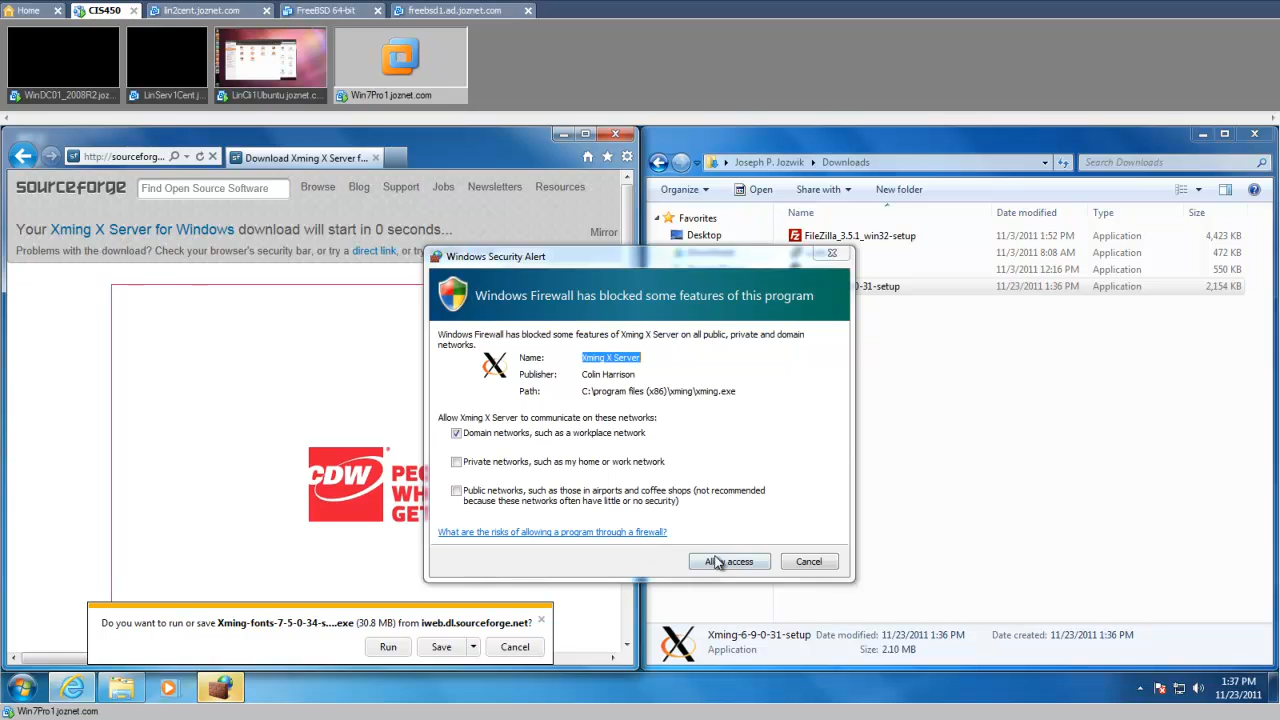 Home
CIS450
lin2cent.joznet.com
FreeBSD 64-bit
freebsd1.ad.joznet.com
WinDC01_2008R2.joz...
LinServ1Cent.j...
LinCli1Ubuntu.joznet.c...
Win7Pro1.joznet.com
http://sourceforg...
Download Xming X Server f...
Joseph P. Jozwik
Downloads
Search Downloads
sourceforge
Find Open Source Software
Browse
Blog
Support
Jobs
Newsletters
Resources
Organize
Open
Share with
New folder
Your Xming X Server for Windows download will start in 0 seconds...
Mirror
Problems with the download? Check your browser's security bar, or try a direct link, or try
Favorites
Desktop
Name
Date modified
Type
Size
FileZilla_3.5.1_win32-setup
11/3/2011 1:52 PM
Application
4,423 KB
11/3/2011 8:08 AM
Application
472 KB
11/3/2011 12:16 PM
Application
550 KB
0-31-setup
11/23/2011 1:36 PM
Application
2,154 KB
Windows Security Alert
Windows Firewall has blocked some features of this program
Windows Firewall has blocked some features of Xming X Server on all public, private and domain
networks.
Name:
Xming X Server
Publisher:
Colin Harrison
Path:
C:\program files (x86)\xming\xming.exe
Allow Xming X Server to communicate on these networks:
Domain networks, such as a workplace network
Private networks, such as my home or work network
Public networks, such as those in airports and coffee shops (not recommended
because these networks often have little or no security)
What are the risks of allowing a program through a firewall?
Allow access
Cancel
CDW
PE
WH
GET
Do you want to run or save Xming-fonts-7-5-0-34-s....exe (30.8 MB) from iweb.dl.sourceforge.net?
Run
Save
Cancel
Xming-6-9-0-31-setup
Date modified: 11/23/2011 1:36 PM
Date created: 11/23/2011 1:36 PM
Application
Size: 2.10 MB
1:37 PM
11/23/2011
Win7Pro1.joznet.com